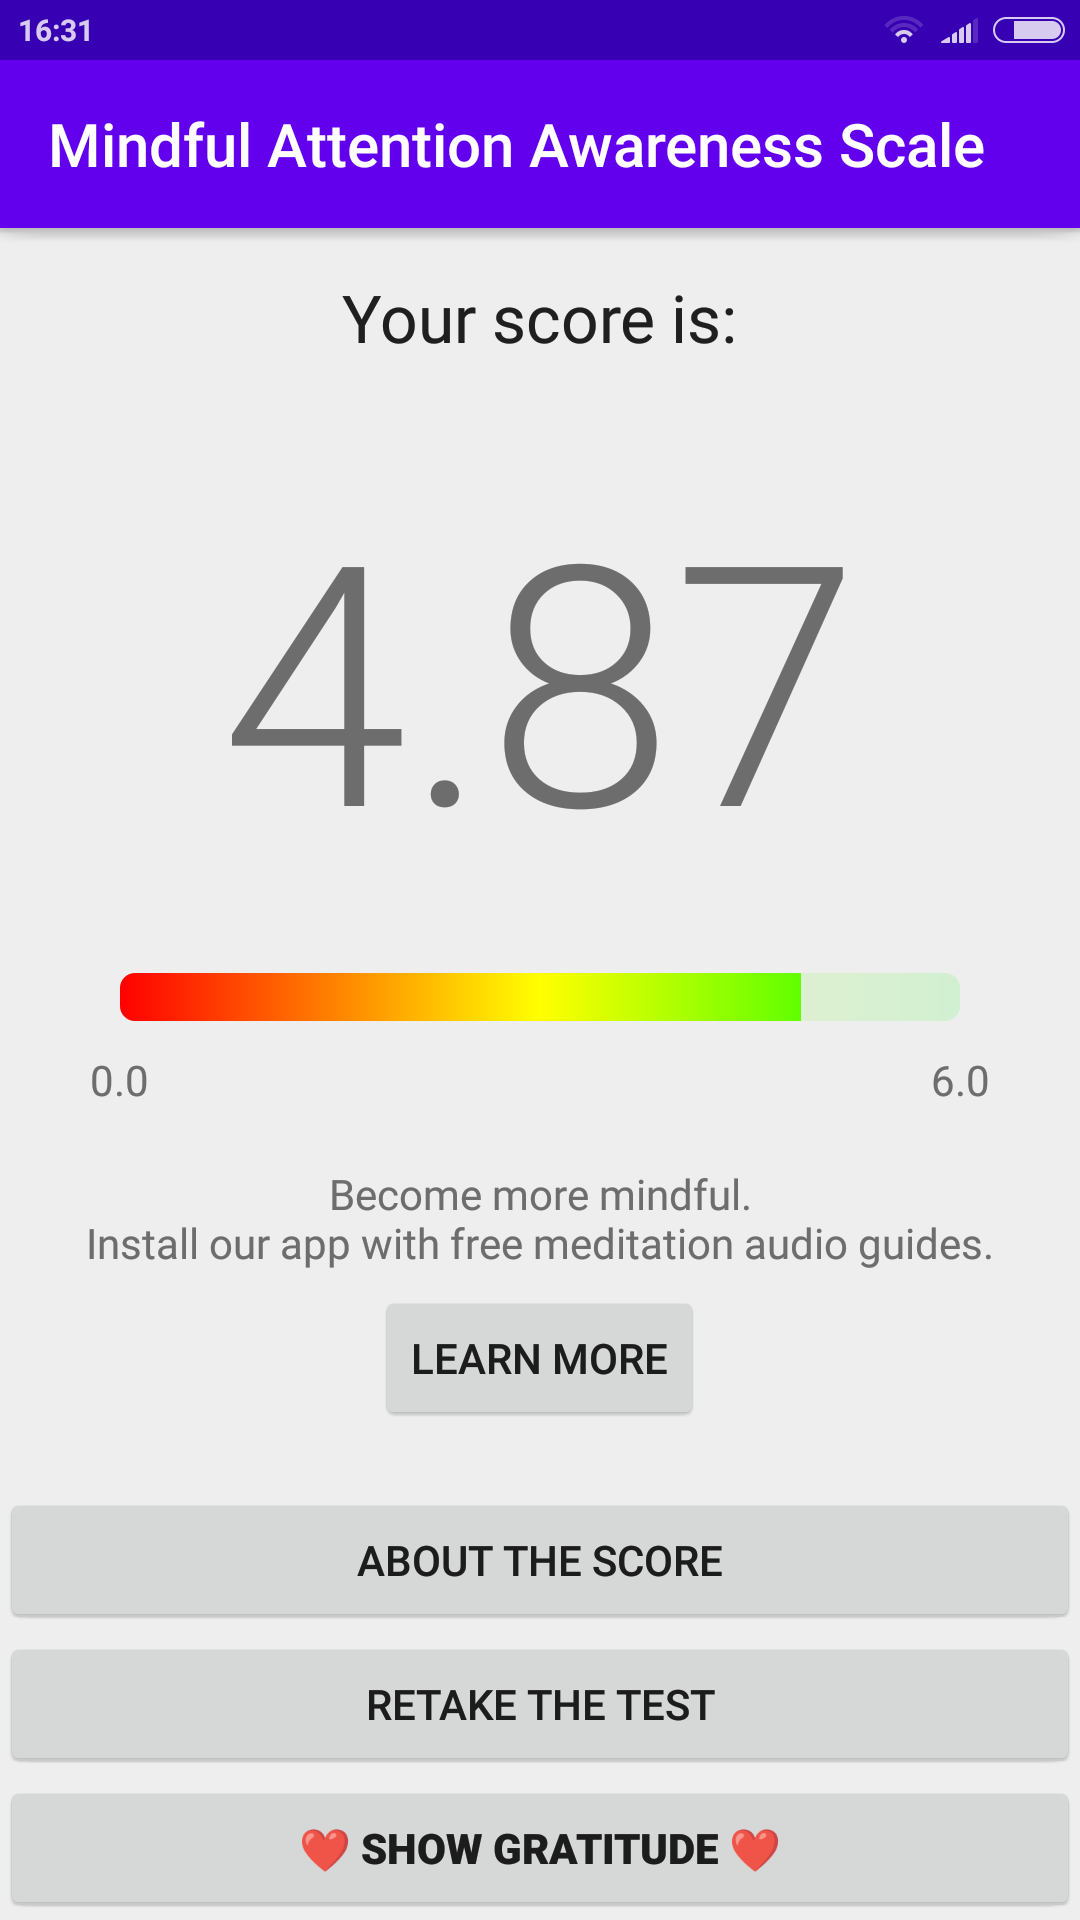 16:31
Mindful Attention Awareness Scale
Your score is:
4.87
0.0
6.0
Become more mindful.
Install our app with free meditation audio guides.
LEARN MORE
ABOUT THE SCORE
RETAKE THE TEST
❤️ SHOW GRATITUDE ❤️